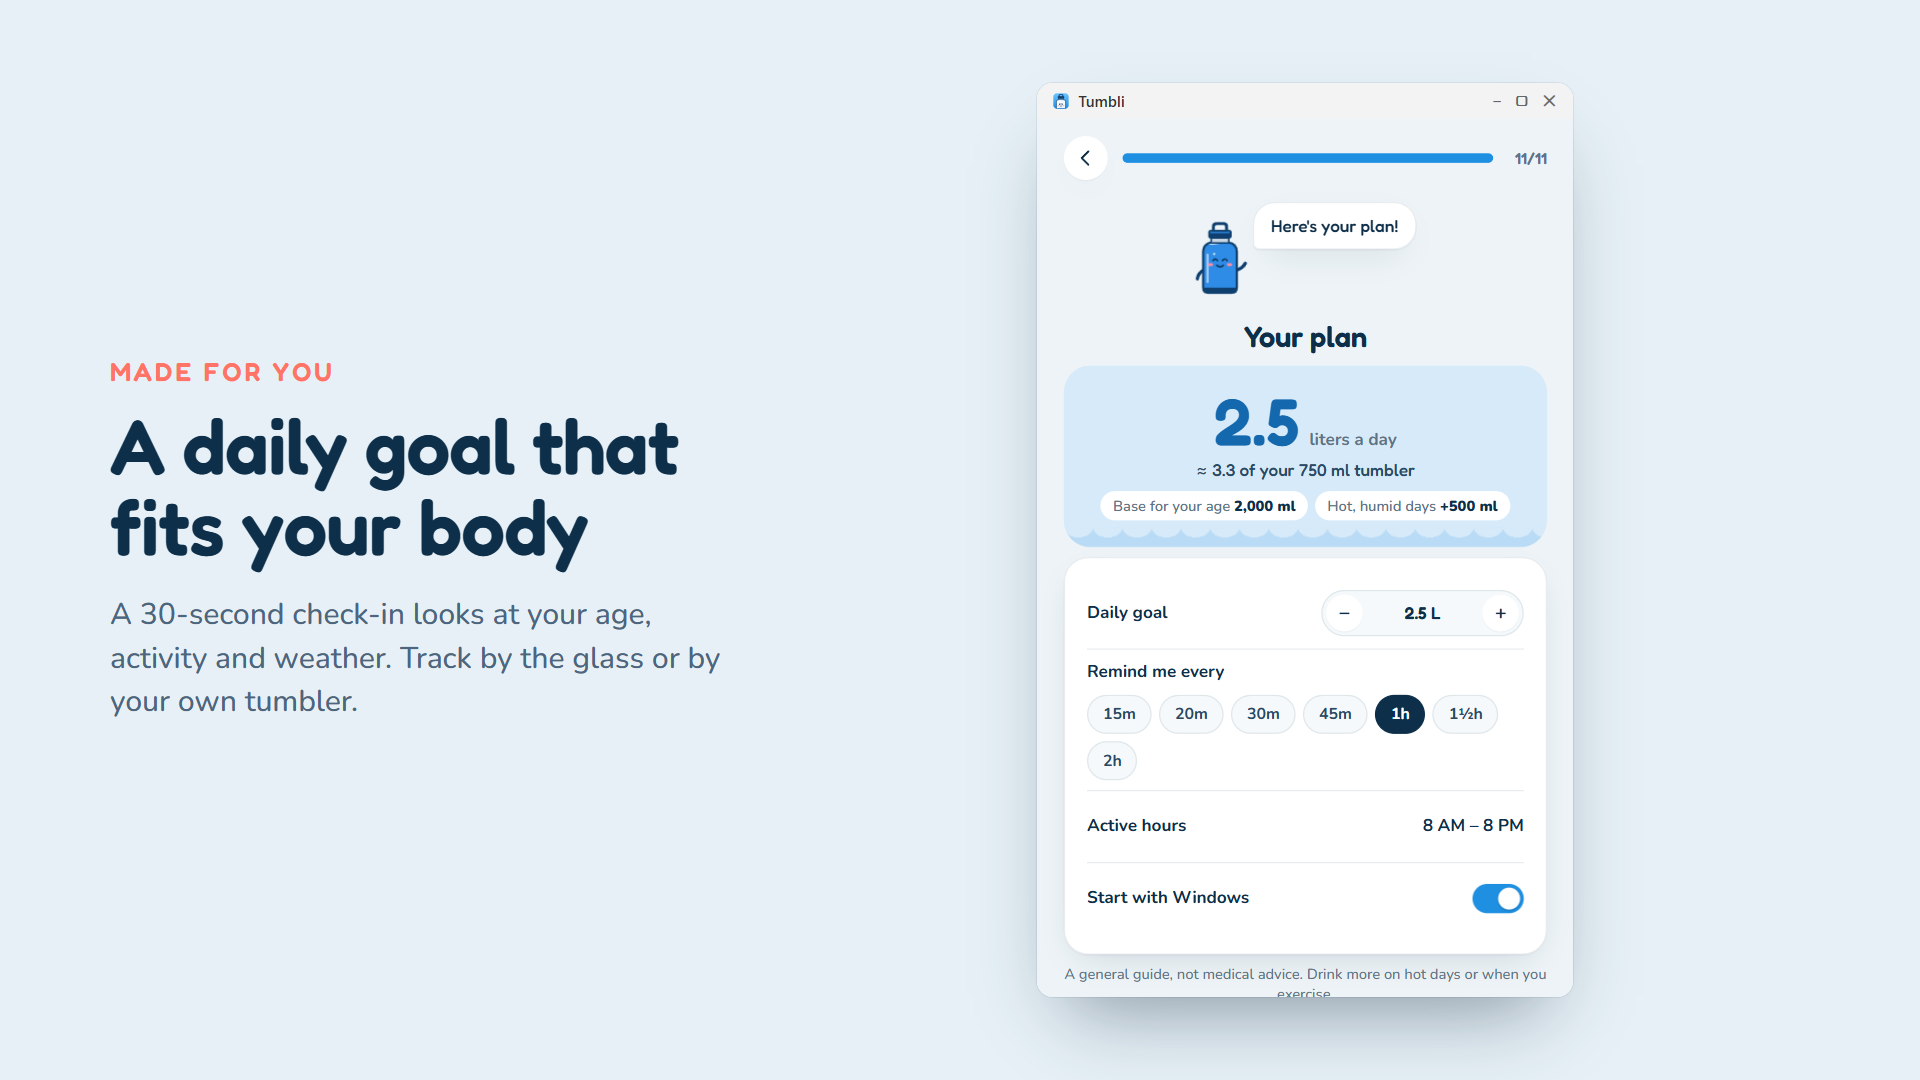 MADE FOR YOU
A daily goal that
fits your body
A 30-second check-in looks at your age,
activity and weather. Track by the glass or by
your own tumbler.
Tumbli
11/11
Here's your plan!
Your plan
2.5 liters a day
≈ 3.3 of your 750 ml tumbler
Base for your age 2,000 ml
Hot, humid days +500 ml
Daily goal
− 2.5 L +
Remind me every
15m 20m 30m 45m 1h 1½h
2h
Active hours 8 AM – 8 PM
Start with Windows
A general guide, not medical advice. Drink more on hot days or when you
exercise.